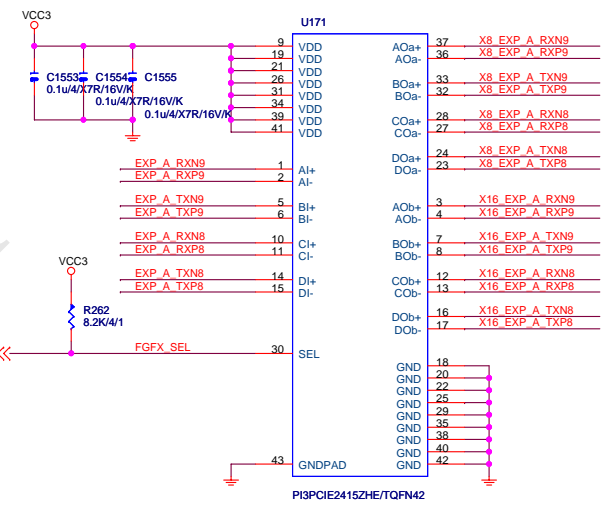 VCC3
U171
9 VDD
19 VDD
21 VDD
26 VDD
31 VDD
34 VDD
39 VDD
41 VDD
C1553
0.1u/4/X7R/16V/K
C1554
0.1u/4/X7R/16V/K
C1555
0.1u/4/X7R/16V/K
AOa+ 37 X8_EXP_A_RXN9
AOa- 36 X8_EXP_A_RXP9
BOa+ 33 X8_EXP_A_TXN9
BOa- 32 X8_EXP_A_TXP9
COa+ 28 X8_EXP_A_RXN8
COa- 27 X8_EXP_A_RXP8
DOa+ 24 X8_EXP_A_TXN8
DOa- 23 X8_EXP_A_TXP8
EXP_A_RXN9 1 AI+
EXP_A_RXP9 2 AI-
EXP_A_TXN9 5 BI+
EXP_A_TXP9 6 BI-
EXP_A_RXN8 10 CI+
EXP_A_RXP8 11 CI-
EXP_A_TXN8 14 DI+
EXP_A_TXP8 15 DI-
AOb+ 3 X16_EXP_A_RXN9
AOb- 4 X16_EXP_A_RXP9
BOb+ 7 X16_EXP_A_TXN9
BOb- 8 X16_EXP_A_TXP9
COb+ 12 X16_EXP_A_RXN8
COb- 13 X16_EXP_A_RXP8
DOb+ 16 X16_EXP_A_TXN8
DOb- 17 X16_EXP_A_TXP8
VCC3
R262
8.2K/4/1
FGFX_SEL 30 SEL
GND 18
GND 20
GND 22
GND 25
GND 29
GND 35
GND 38
GND 40
GND 42
43 GNDPAD
PI3PCIE2415ZHE/TQFN42